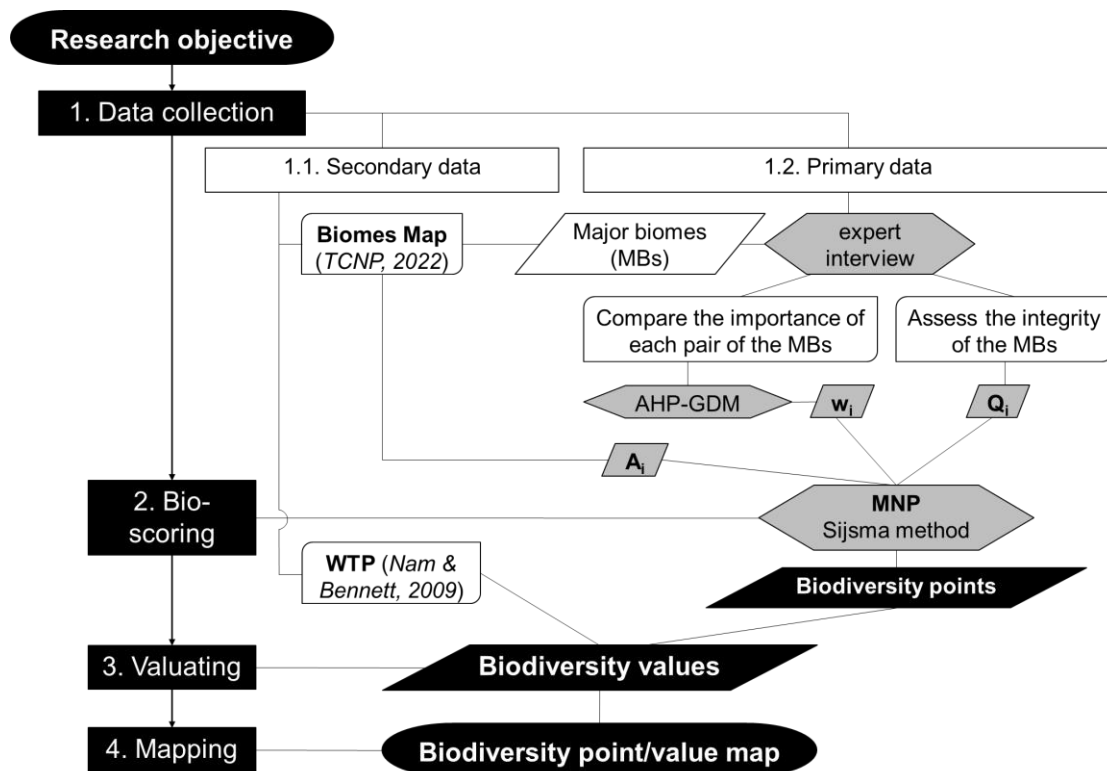 Research objective
1. Data collection
1.1. Secondary data
1.2. Primary data
Biomes Map
(TCNP, 2022)
Major biomes
(MBs)
expert
interview
Compare the importance of
each pair of the MBs
Assess the integrity
of the MBs
AHP-GDM
wi
Qi
Ai
2. Bio-
scoring
MNP
Sijsma method
WTP (Nam &
Bennett, 2009)
Biodiversity points
3. Valuating
Biodiversity values
4. Mapping
Biodiversity point/value map